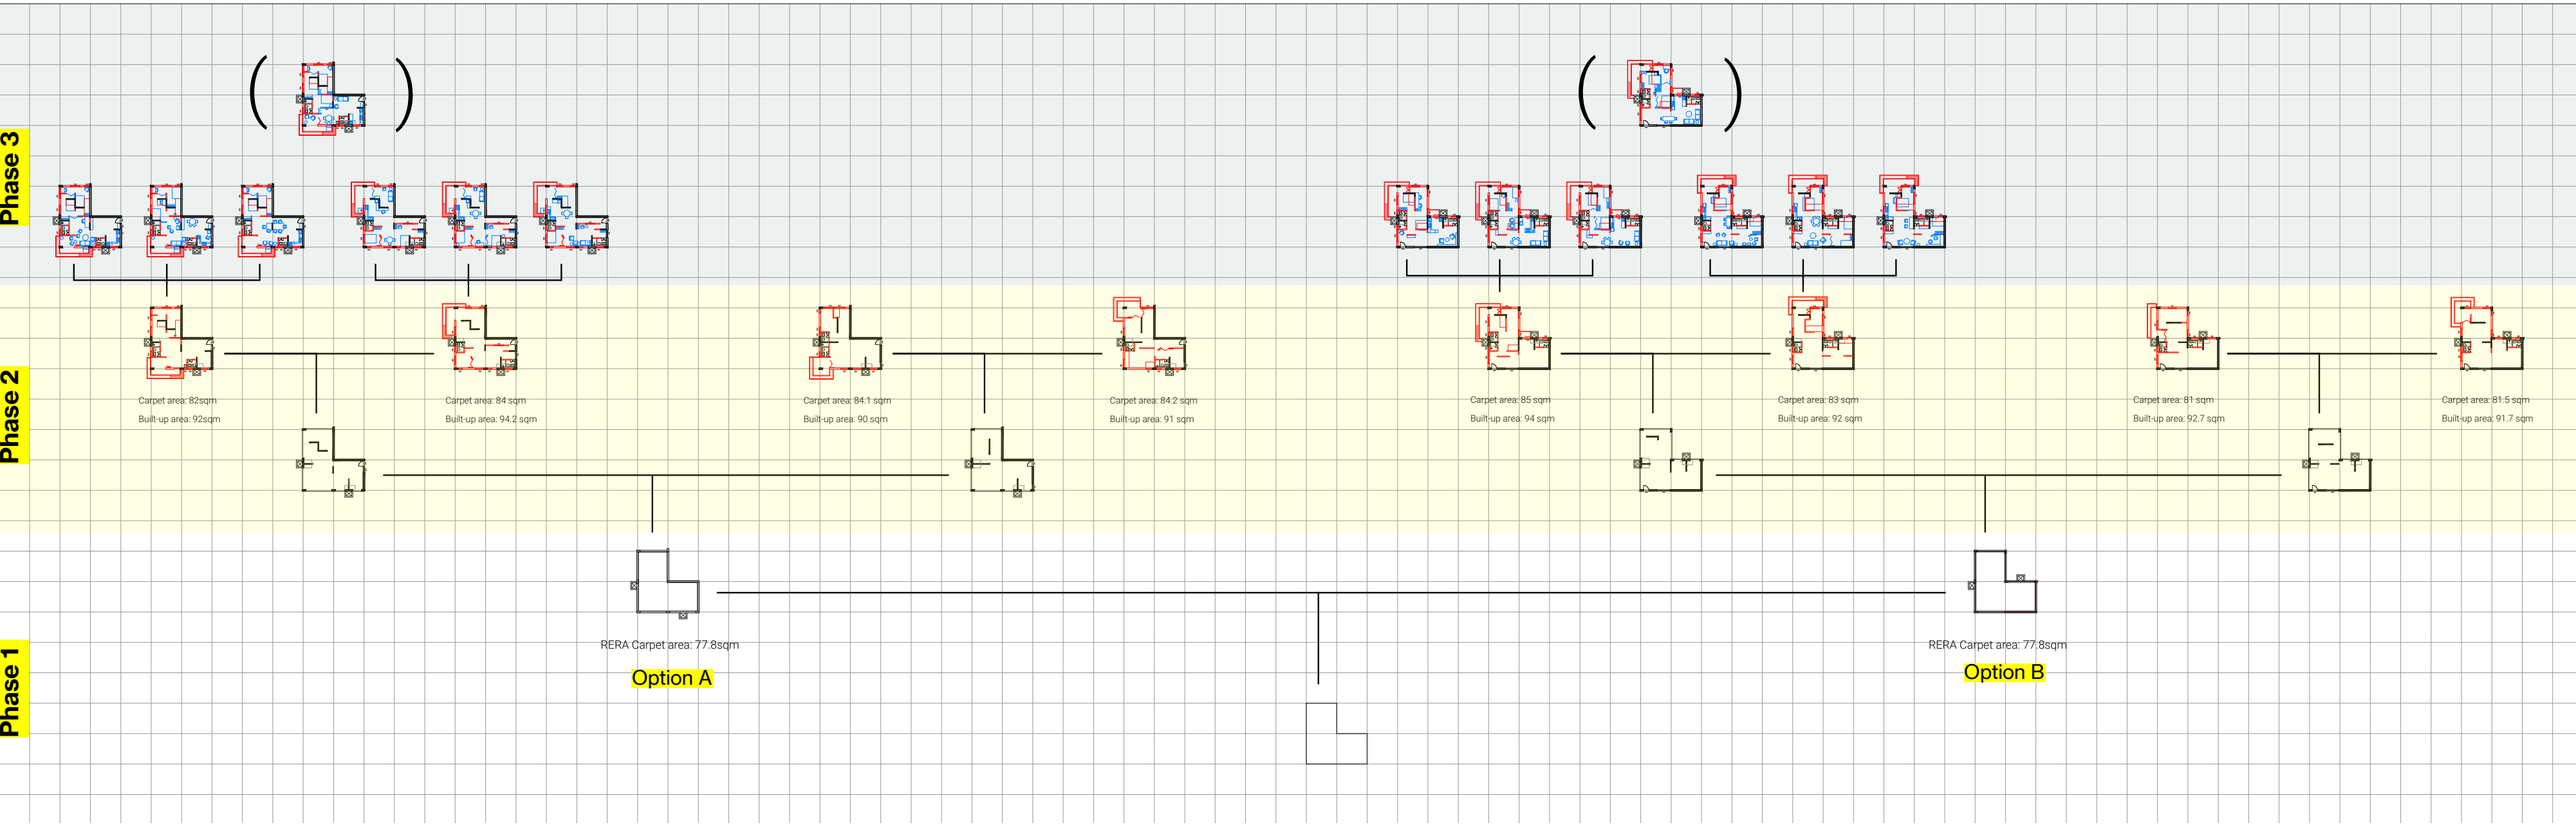 Phase 3
Phase 2
Carpet area: 82sqm
Built-up area: 92sqm
Carpet area: 84 sqm
Built-up area: 94.2 sqm
Carpet area: 84.1 sqm
Built-up area: 90 sqm
Carpet area: 84.2 sqm
Built-up area: 91 sqm
Carpet area: 85 sqm
Built-up area: 94 sqm
Carpet area: 83 sqm
Built-up area: 92 sqm
Carpet area: 81 sqm
Built-up area: 92.7 sqm
Carpet area: 81.5 sqm
Built-up area: 91.7 sqm
Phase 1
RERA Carpet area: 77.8sqm
Option A
RERA Carpet area: 77.8sqm
Option B